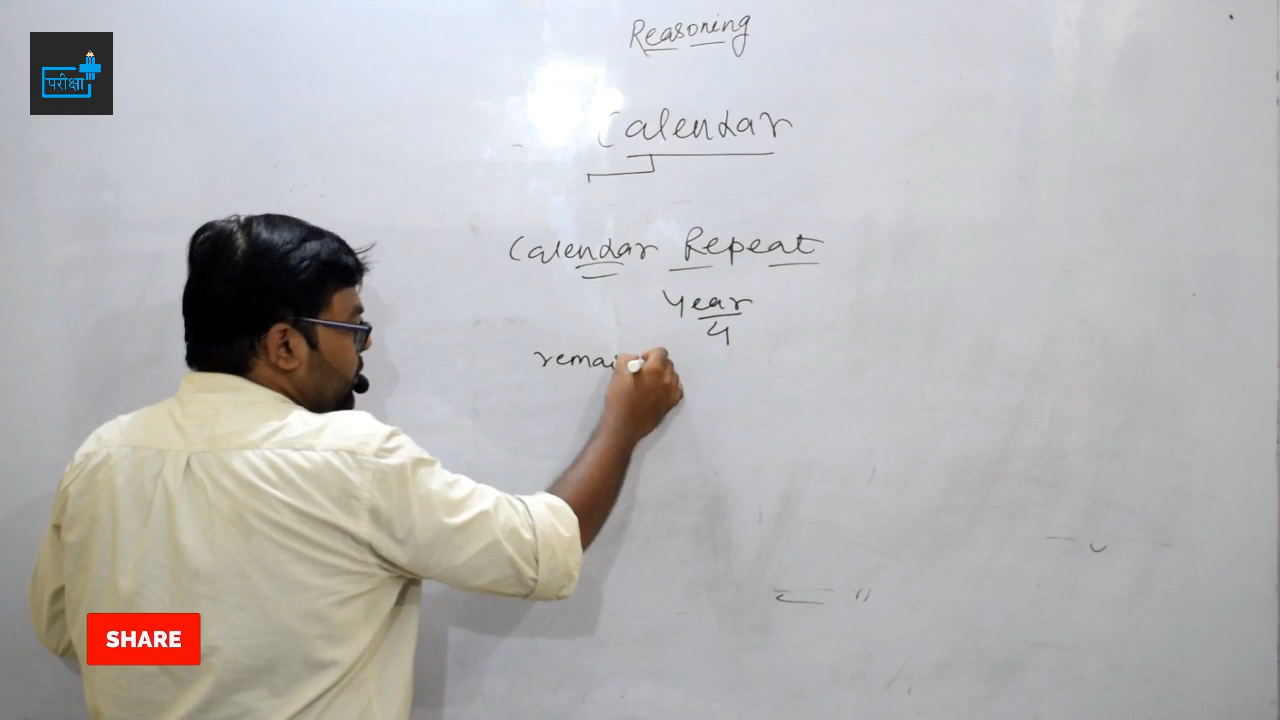 Reasoning
परीक्षा
Calendar
Calendar Repeat
Year
4
remai
SHARE